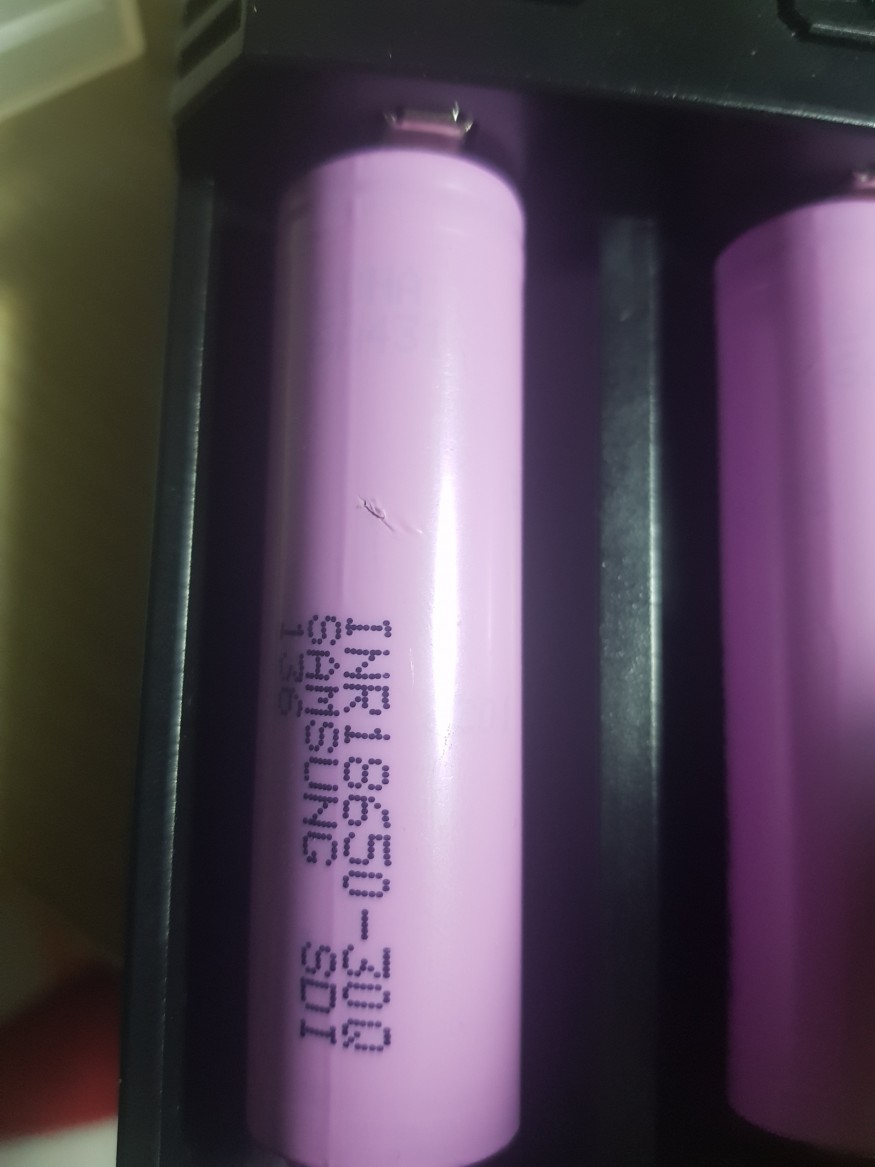 INR18650-30Q
SAMSUNG SDI
136